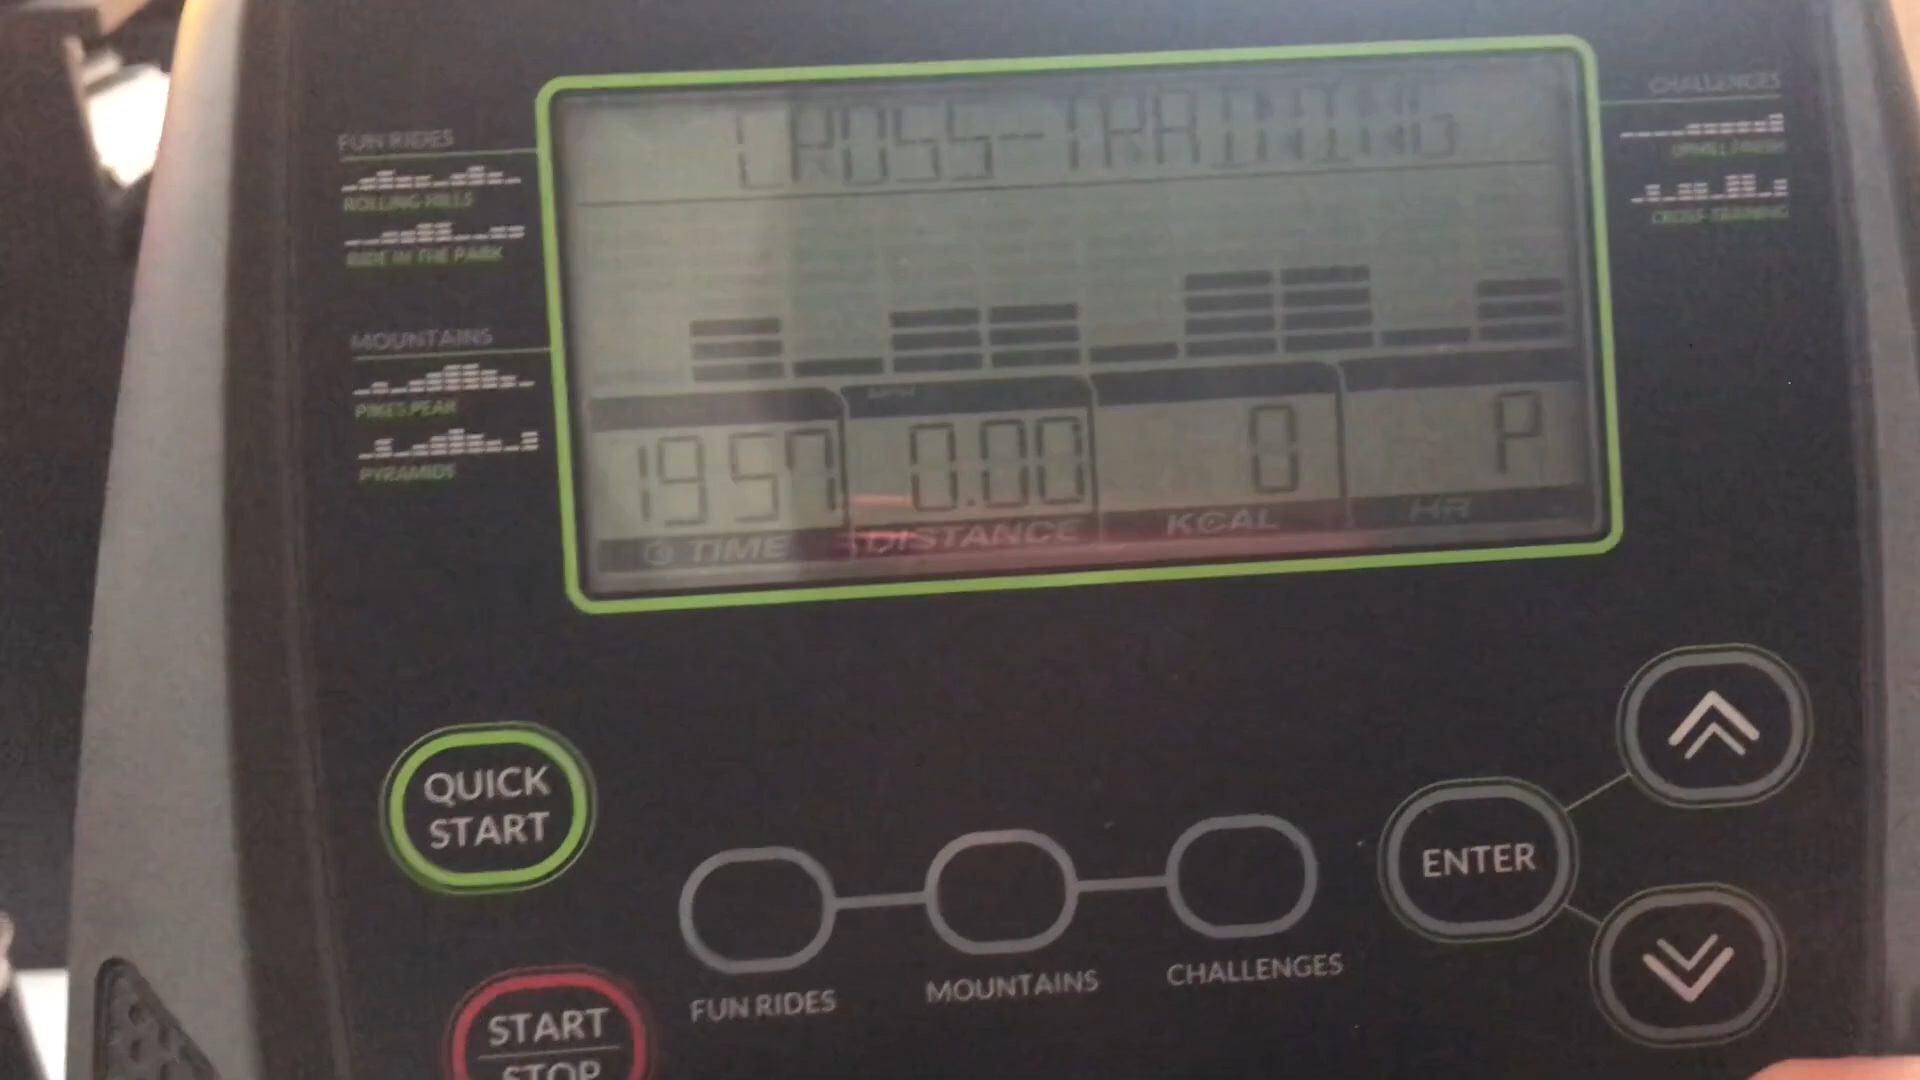 CROSS-TRAINING
FUN RIDES
ROLLING HILLS
RIDE IN THE PARK
MOUNTAINS
PIKES PEAK
PYRAMIDS
CHALLENGES
UPHILL FINISH
CROSS-TRAINING
MPH
19 57 0.00 0 P
TIME DISTANCE KCAL HR
QUICK
START
START
STOP
FUN RIDES
MOUNTAINS
CHALLENGES
ENTER